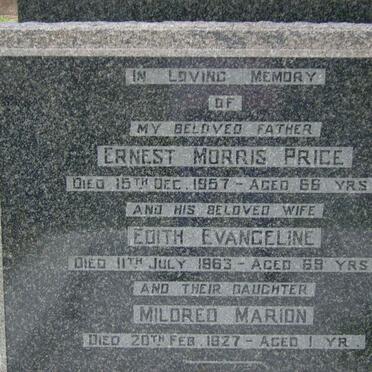 IN LOVING MEMORY
OF
MY BELOVED FATHER
ERNEST MORRIS PRICE
DIED 15TH DEC. 1957 - AGED 66 YRS
AND HIS BELOVED WIFE
EDITH EVANGELINE
DIED 11TH JULY 1963 - AGED 69 YRS
AND THEIR DAUGHTER
MILDRED MARION
DIED 20TH FEB. 1927 - AGED 1 YR.